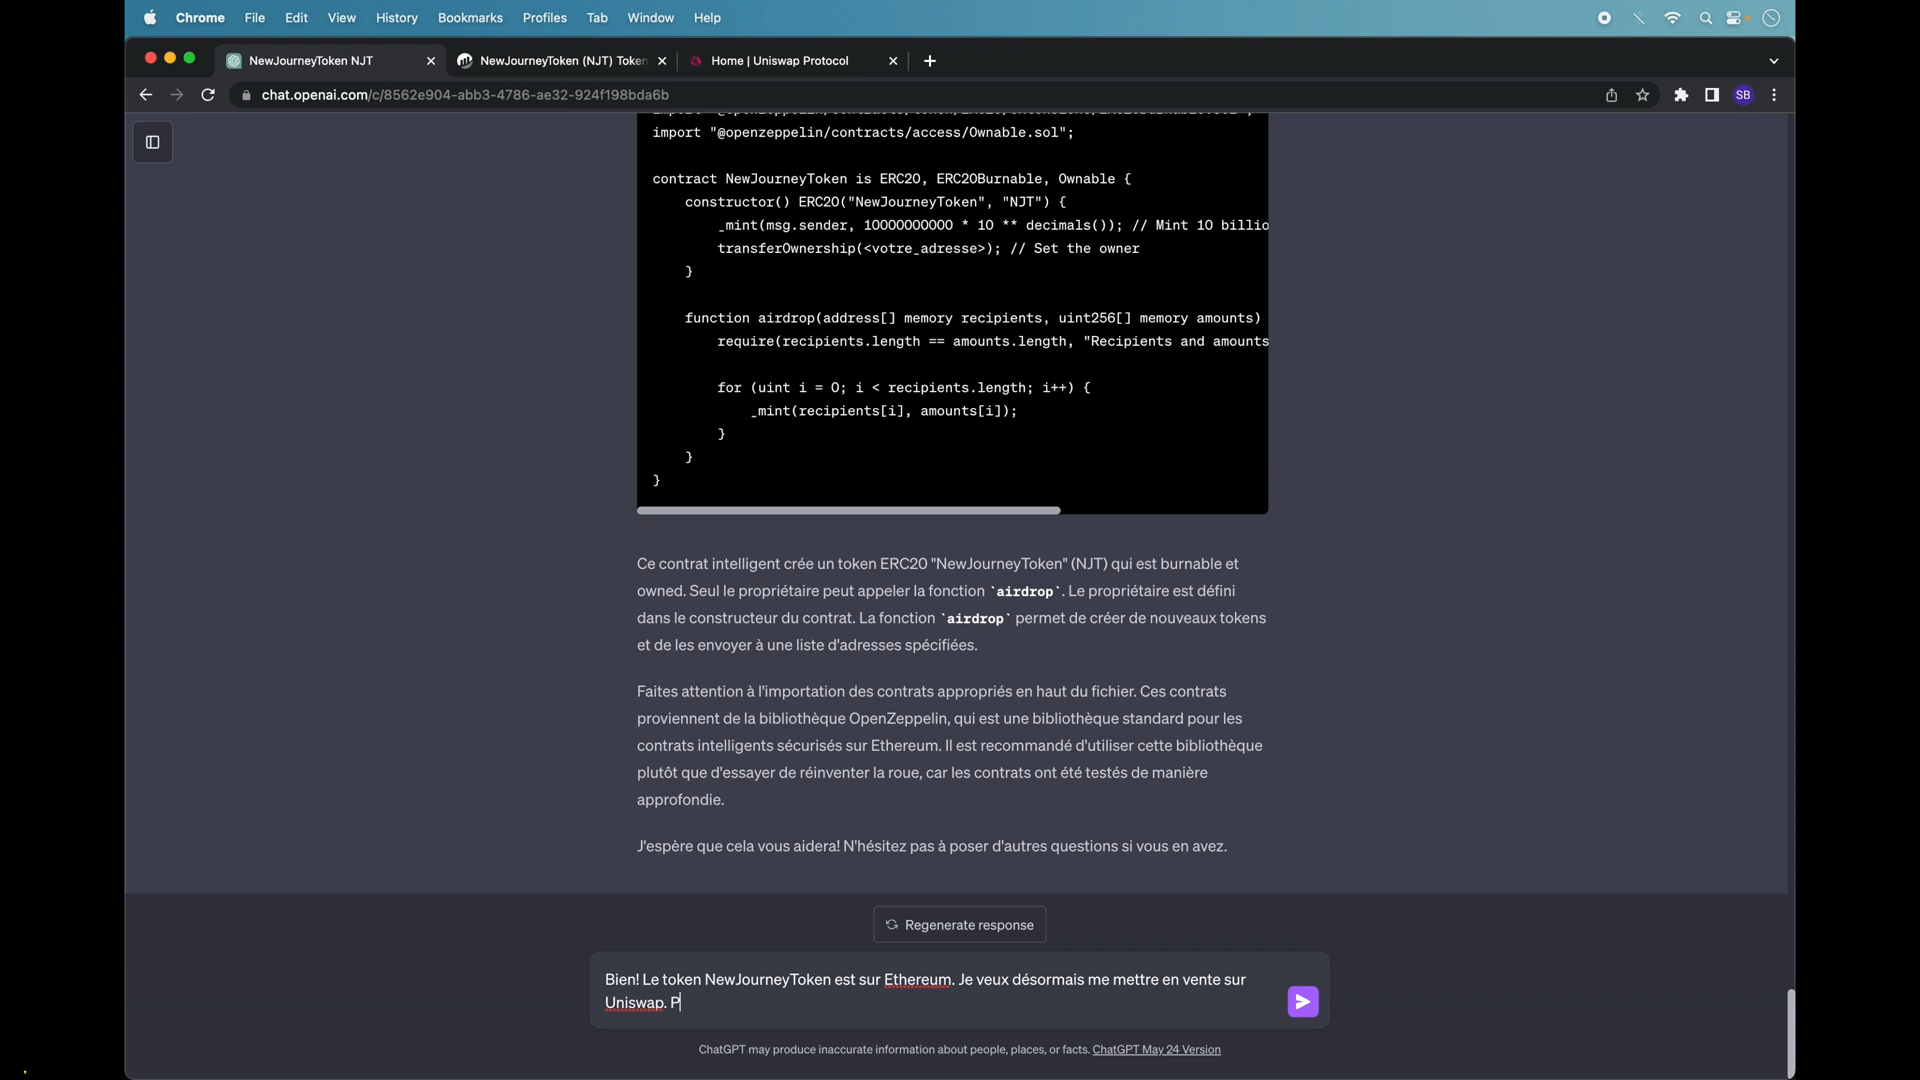 Chrome File Edit View History Bookmarks Profiles Tab Window Help
NewJourneyToken NJT
NewJourneyToken (NJT) Token
Home | Uniswap Protocol
chat.openai.com/c/8562e904-abb3-4786-ae32-924f198bda6b
SB
import "@openzeppelin/contracts/access/Ownable.sol";
contract NewJourneyToken is ERC20, ERC20Burnable, Ownable {
constructor() ERC20("NewJourneyToken", "NJT") {
_mint(msg.sender, 10000000000 * 10 ** decimals()); // Mint 10 billio
transferOwnership(<votre_adresse>); // Set the owner
}
function airdrop(address[] memory recipients, uint256[] memory amounts)
require(recipients.length == amounts.length, "Recipients and amounts
for (uint i = 0; i < recipients.length; i++) {
_mint(recipients[i], amounts[i]);
}
}
}
Ce contrat intelligent crée un token ERC20 "NewJourneyToken" (NJT) qui est burnable et
owned. Seul le propriétaire peut appeler la fonction `airdrop`. Le propriétaire est défini
dans le constructeur du contrat. La fonction `airdrop` permet de créer de nouveaux tokens
et de les envoyer à une liste d'adresses spécifiées.
Faites attention à l'importation des contrats appropriés en haut du fichier. Ces contrats
proviennent de la bibliothèque OpenZeppelin, qui est une bibliothèque standard pour les
contrats intelligents sécurisés sur Ethereum. Il est recommandé d'utiliser cette bibliothèque
plutôt que d'essayer de réinventer la roue, car les contrats ont été testés de manière
approfondie.
J'espère que cela vous aidera! N'hésitez pas à poser d'autres questions si vous en avez.
Regenerate response
Bien! Le token NewJourneyToken est sur Ethereum. Je veux désormais me mettre en vente sur
Uniswap. P
ChatGPT may produce inaccurate information about people, places, or facts. ChatGPT May 24 Version